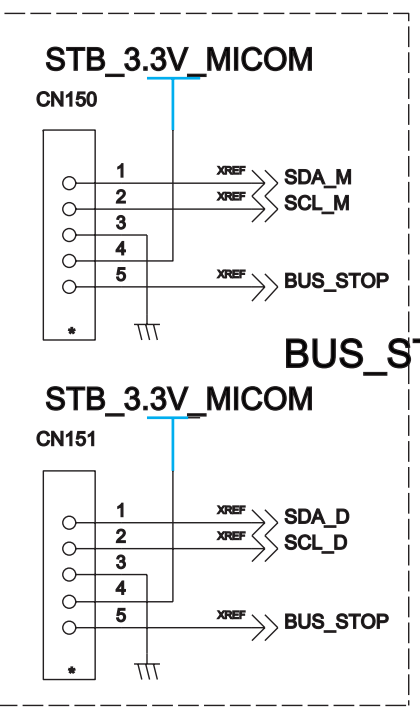 STB_3.3V_MICOM
CN150
1 XREF SDA_M
2 XREF SCL_M
3
4
5 XREF BUS_STOP
*
BUS_ST
STB_3.3V_MICOM
CN151
1 XREF SDA_D
2 XREF SCL_D
3
4
5 XREF BUS_STOP
*